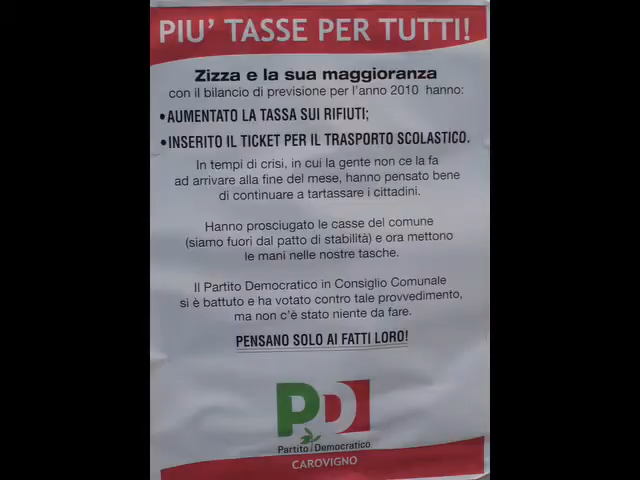 PIU' TASSE PER TUTTI!
Zizza e la sua maggioranza
con il bilancio di previsione per l'anno 2010 hanno:
•AUMENTATO LA TASSA SUI RIFIUTI;
•INSERITO IL TICKET PER IL TRASPORTO SCOLASTICO.
In tempi di crisi, in cui la gente non ce la fa
ad arrivare alla fine del mese, hanno pensato bene
di continuare a tartassare i cittadini.
Hanno prosciugato le casse del comune
(siamo fuori dal patto di stabilità) e ora mettono
le mani nelle nostre tasche.
Il Partito Democratico in Consiglio Comunale
si è battuto e ha votato contro tale provvedimento,
ma non c'è stato niente da fare.
PENSANO SOLO AI FATTI LORO!
PD
Partito Democratico
CAROVIGNO